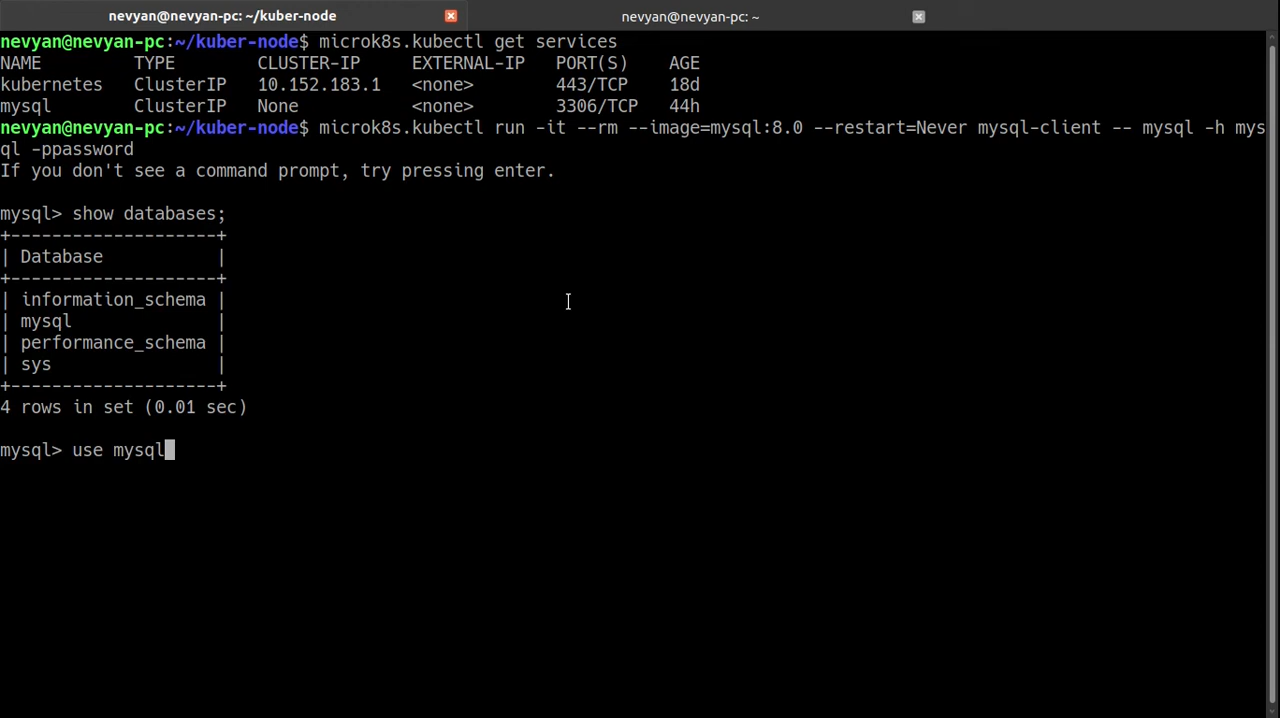 nevyan@nevyan-pc: ~/kuber-node
nevyan@nevyan-pc: ~
nevyan@nevyan-pc:~/kuber-node$ microk8s.kubectl get services
NAME         TYPE        CLUSTER-IP     EXTERNAL-IP   PORT(S)    AGE
kubernetes   ClusterIP   10.152.183.1   <none>        443/TCP    18d
mysql        ClusterIP   None           <none>        3306/TCP   44h
nevyan@nevyan-pc:~/kuber-node$ microk8s.kubectl run -it --rm --image=mysql:8.0 --restart=Never mysql-client -- mysql -h mys
ql -ppassword
If you don't see a command prompt, try pressing enter.
mysql> show databases;
+--------------------+
| Database           |
+--------------------+
| information_schema |
| mysql              |
| performance_schema |
| sys                |
+--------------------+
4 rows in set (0.01 sec)
mysql> use mysql